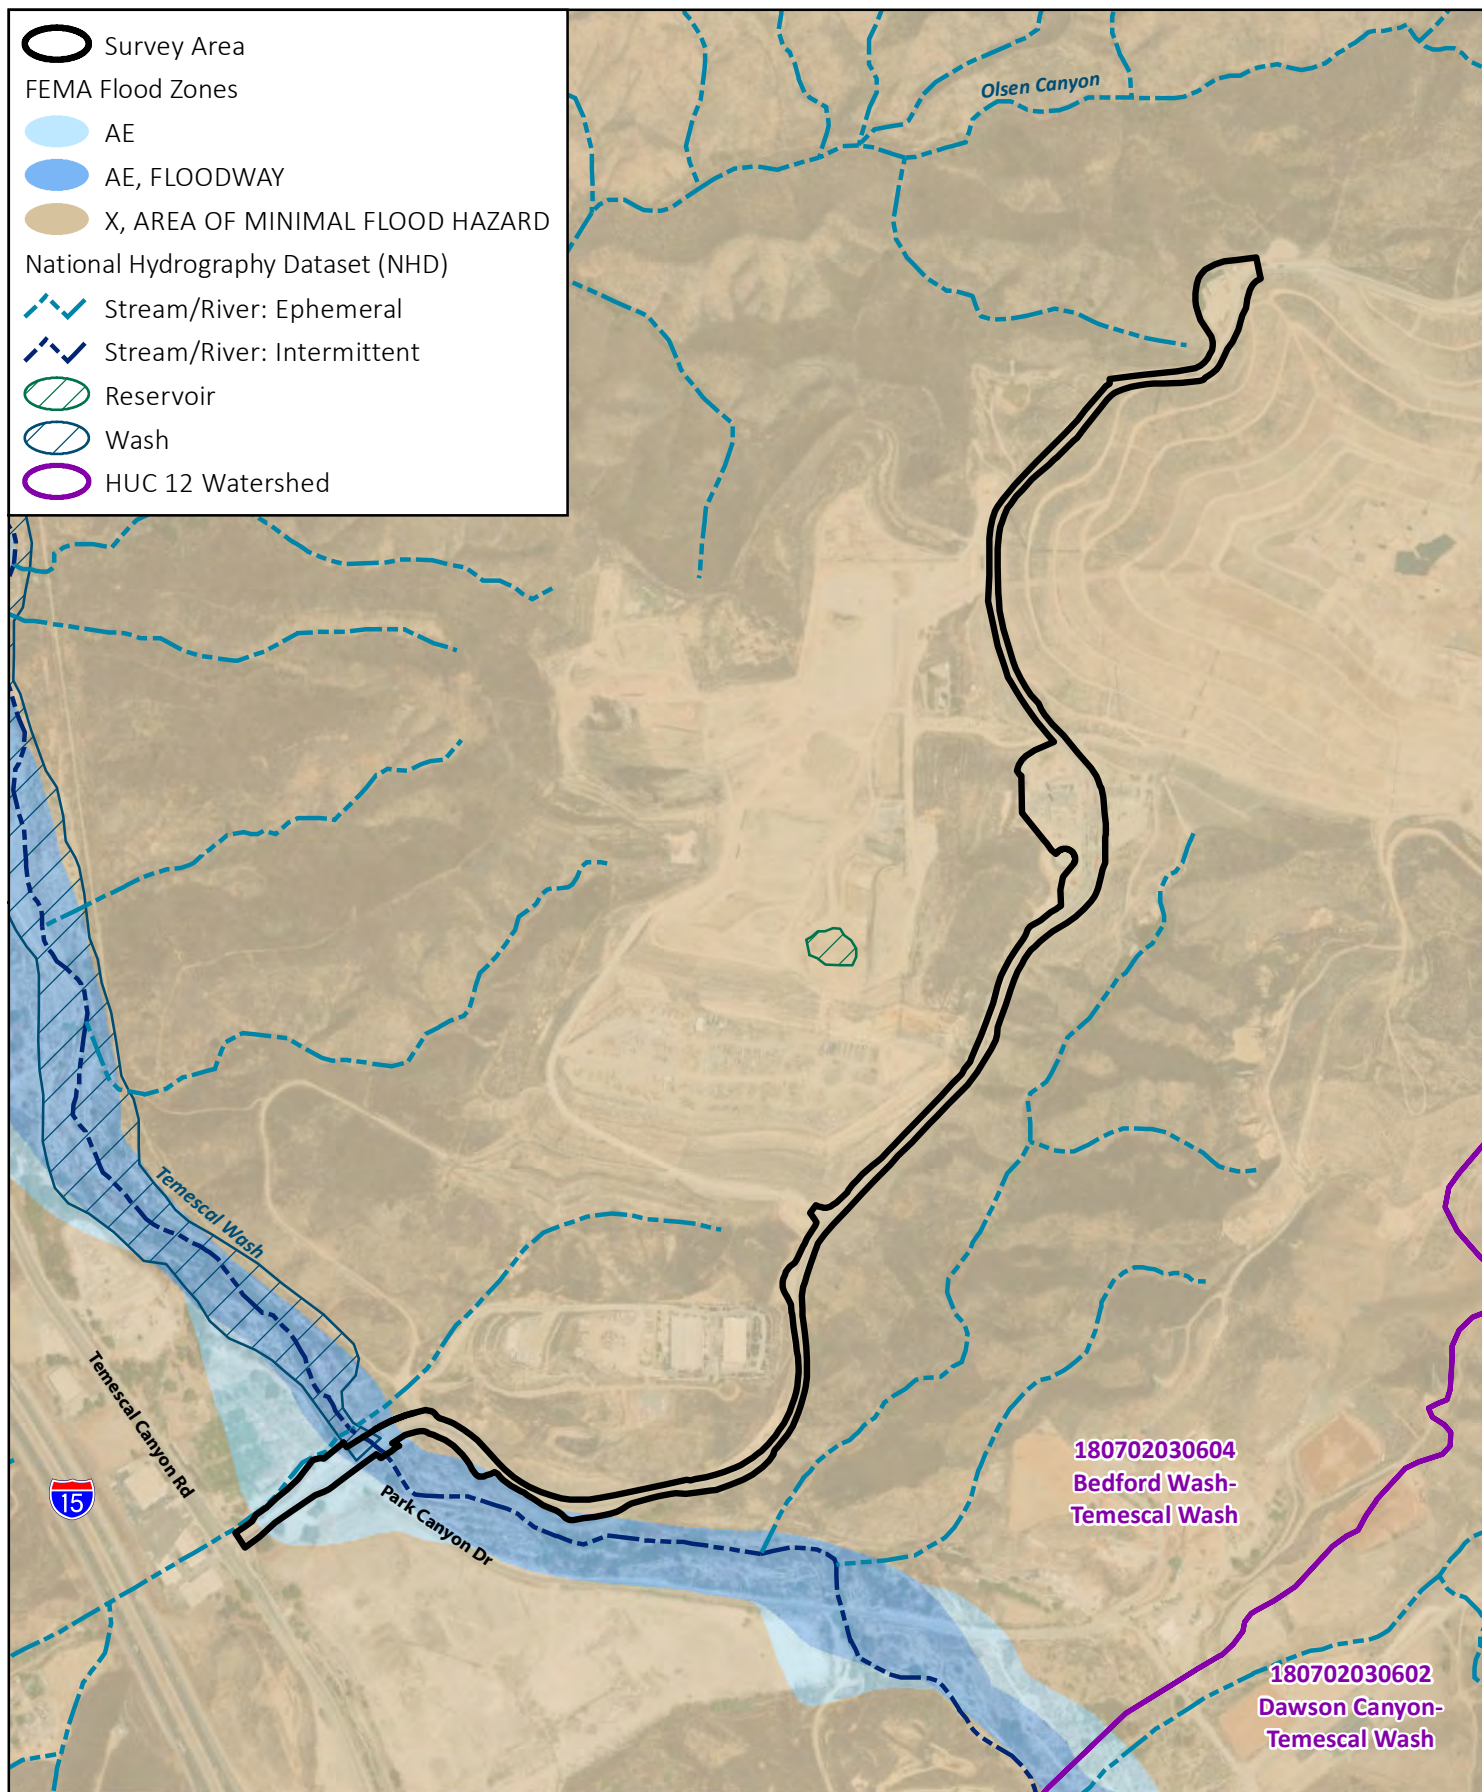 Survey Area
FEMA Flood Zones
AE
AE, FLOODWAY
X, AREA OF MINIMAL FLOOD HAZARD
National Hydrography Dataset (NHD)
Stream/River: Ephemeral
Stream/River: Intermittent
Reservoir
Wash
HUC 12 Watershed
Olsen Canyon
Temescal Wash
Temescal Canyon Rd
15
Park Canyon Dr
180702030604
Bedford Wash-
Temescal Wash
180702030602
Dawson Canyon-
Temescal Wash